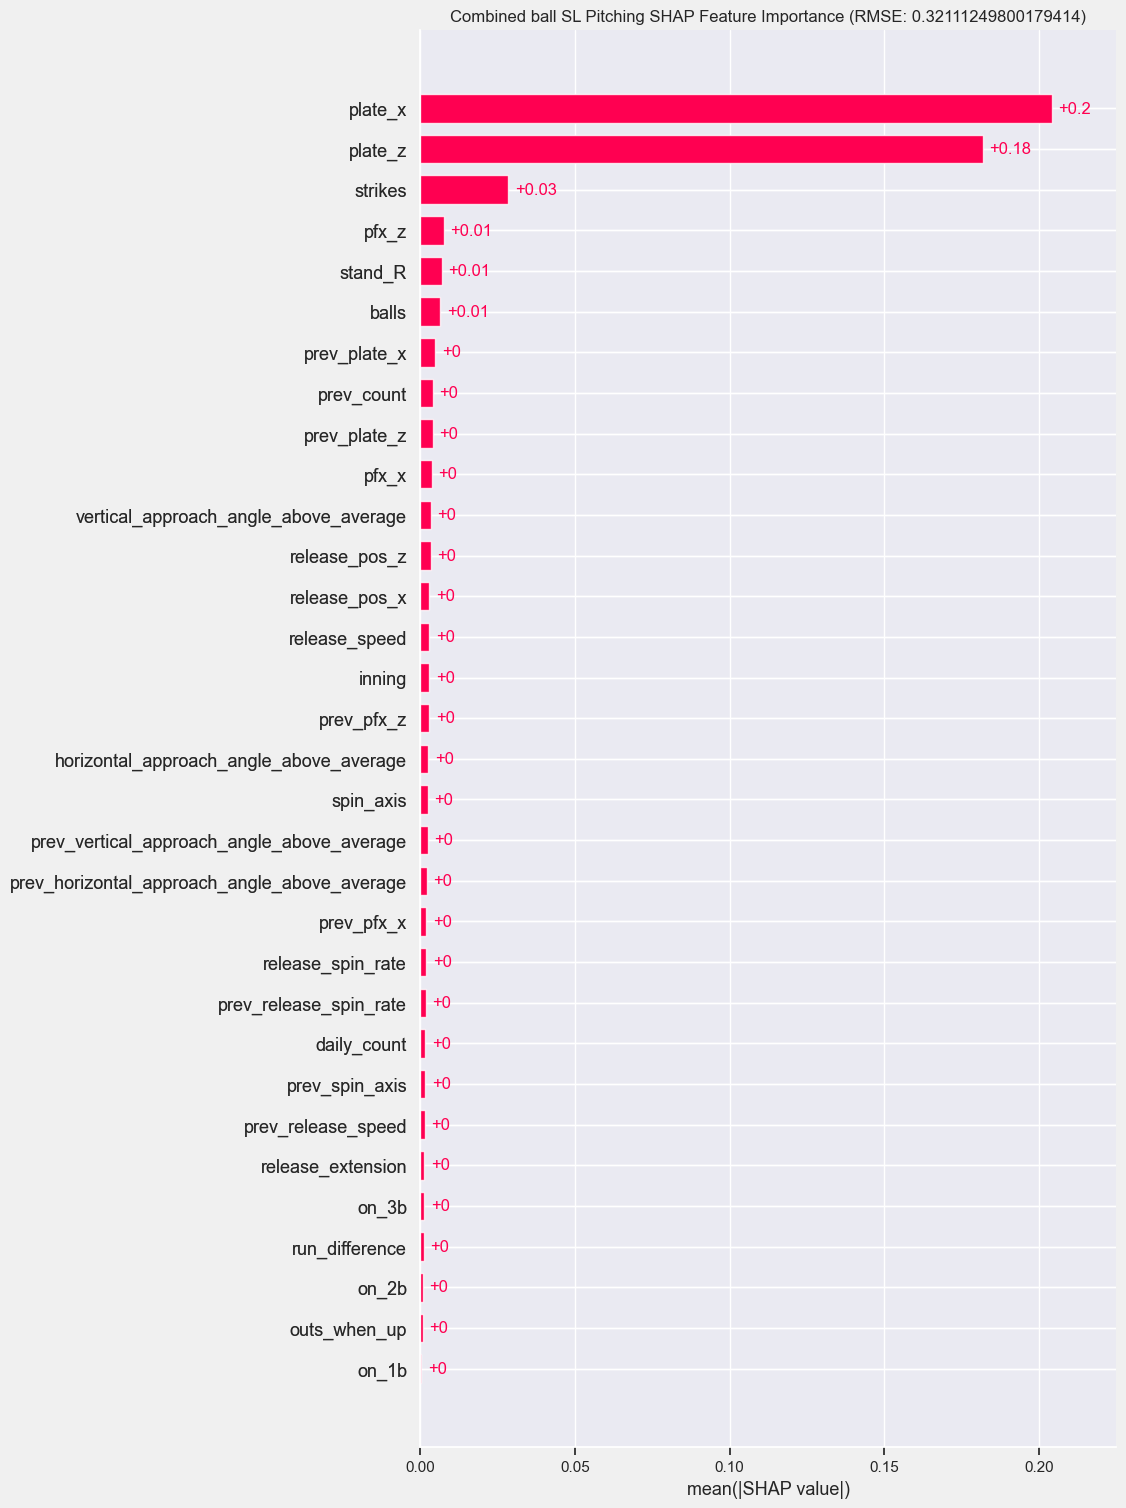 Combined ball SL Pitching SHAP Feature Importance (RMSE: 0.32111249800179414)
plate_x +0.2
plate_z +0.18
strikes +0.03
pfx_z +0.01
stand_R +0.01
balls +0.01
prev_plate_x +0
prev_count +0
prev_plate_z +0
pfx_x +0
vertical_approach_angle_above_average +0
release_pos_z +0
release_pos_x +0
release_speed +0
inning +0
prev_pfx_z +0
horizontal_approach_angle_above_average +0
spin_axis +0
prev_vertical_approach_angle_above_average +0
prev_horizontal_approach_angle_above_average +0
prev_pfx_x +0
release_spin_rate +0
prev_release_spin_rate +0
daily_count +0
prev_spin_axis +0
prev_release_speed +0
release_extension +0
on_3b +0
run_difference +0
on_2b +0
outs_when_up +0
on_1b +0
0.00 0.05 0.10 0.15 0.20
mean(|SHAP value|)